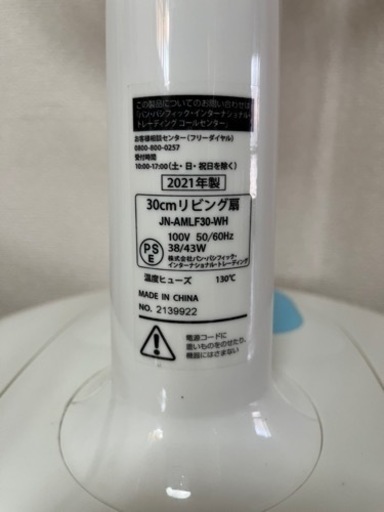 この製品についてのお問い合わせは
「パン・パシフィック・インターナショナル・
トレーディングコールセンター」
お客様相談センター(フリーダイヤル)
0800-800-0257
受付時間
10:00-17:00(土・日・祝日を除く)
2021年製
30cmリビング扇
JN-AMLF30-WH
100V 50/60Hz
38/43W
PSE
株式会社パン・パシフィック・
インターナショナル・トレーディング
温度ヒューズ 130℃
MADE IN CHINA
NO. 2139922
電源コードに
重いものをのせたり、
機器にはさまない